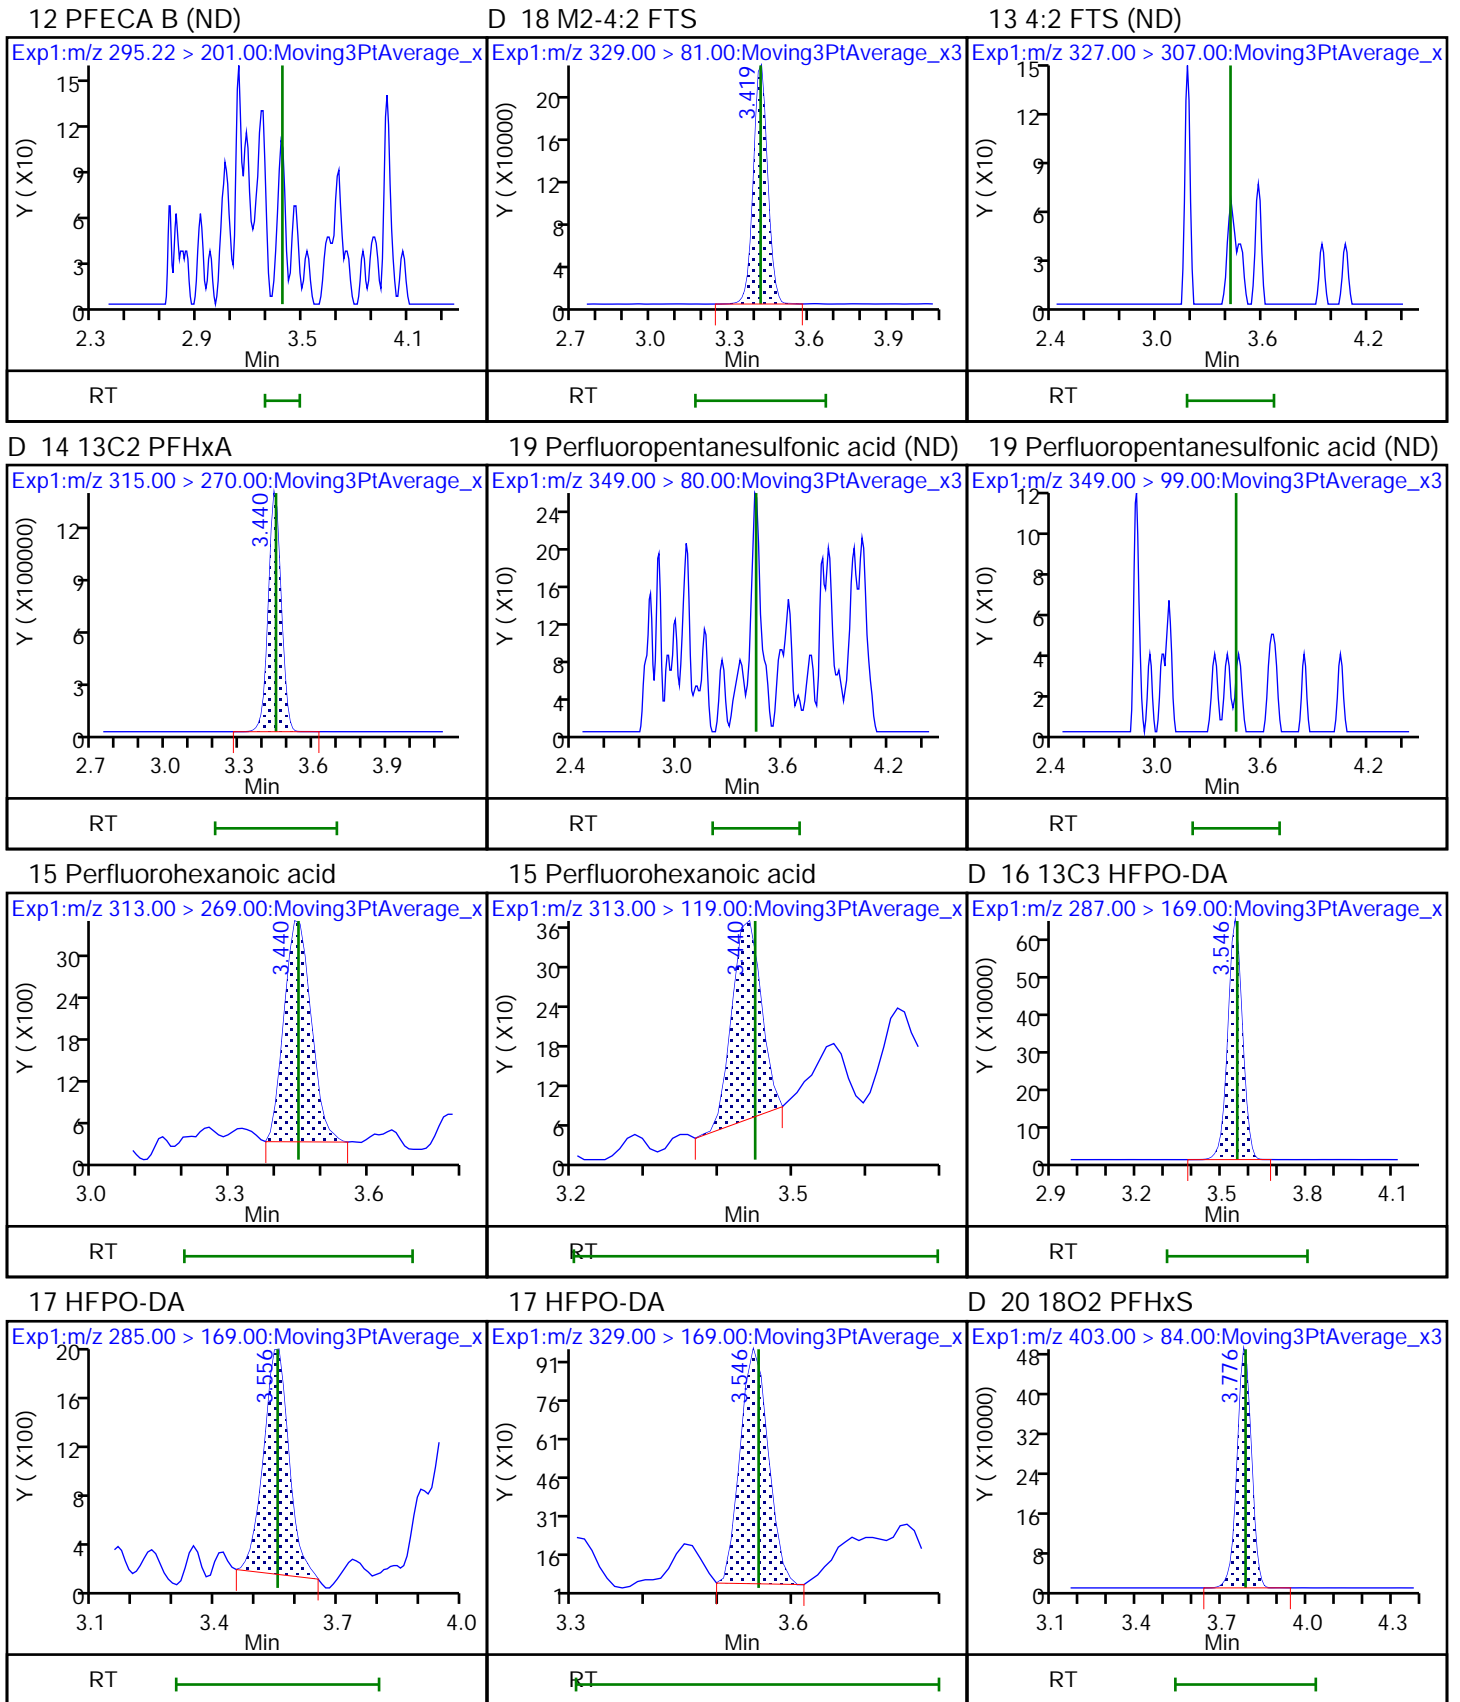 12 PFECA B (ND)
D 18 M2-4:2 FTS
13 4:2 FTS (ND)
Exp1:m/z 295.22 > 201.00:Moving3PtAverage_x
Exp1:m/z 329.00 > 81.00:Moving3PtAverage_x3
Exp1:m/z 327.00 > 307.00:Moving3PtAverage_x
Y ( X10)
15
12
9
6
3
0
2.3 2.9 3.5 4.1
Min
RT
3.419
Y ( X10000)
20
16
12
8
4
0
2.7 3.0 3.3 3.6 3.9
Min
RT
Y ( X10)
15
12
9
6
3
0
2.4 3.0 3.6 4.2
Min
RT
D 14 13C2 PFHxA
19 Perfluoropentanesulfonic acid (ND)
19 Perfluoropentanesulfonic acid (ND)
Exp1:m/z 315.00 > 270.00:Moving3PtAverage_x
Exp1:m/z 349.00 > 80.00:Moving3PtAverage_x3
Exp1:m/z 349.00 > 99.00:Moving3PtAverage_x3
3.440
Y ( X100000)
12
9
6
3
0
2.7 3.0 3.3 3.6 3.9
Min
RT
Y ( X10)
24
20
16
12
8
4
0
2.4 3.0 3.6 4.2
Min
RT
Y ( X10)
12
10
8
6
4
2
0
2.4 3.0 3.6 4.2
Min
RT
15 Perfluorohexanoic acid
15 Perfluorohexanoic acid
D 16 13C3 HFPO-DA
Exp1:m/z 313.00 > 269.00:Moving3PtAverage_x
Exp1:m/z 313.00 > 119.00:Moving3PtAverage_x
Exp1:m/z 287.00 > 169.00:Moving3PtAverage_x
3.440
Y ( X100)
30
24
18
12
6
0
3.0 3.3 3.6
Min
RT
3.440
Y ( X10)
36
30
24
18
12
6
0
3.2 3.5
Min
RT
3.546
Y ( X10000)
60
50
40
30
20
10
0
2.9 3.2 3.5 3.8 4.1
Min
RT
17 HFPO-DA
17 HFPO-DA
D 20 18O2 PFHxS
Exp1:m/z 285.00 > 169.00:Moving3PtAverage_x
Exp1:m/z 329.00 > 169.00:Moving3PtAverage_x
Exp1:m/z 403.00 > 84.00:Moving3PtAverage_x3
3.556
Y ( X100)
20
16
12
8
4
0
3.1 3.4 3.7 4.0
Min
RT
3.546
Y ( X10)
91
76
61
46
31
16
1
3.3 3.6
Min
RT
3.776
Y ( X10000)
48
40
32
24
16
8
0
3.1 3.4 3.7 4.0 4.3
Min
RT